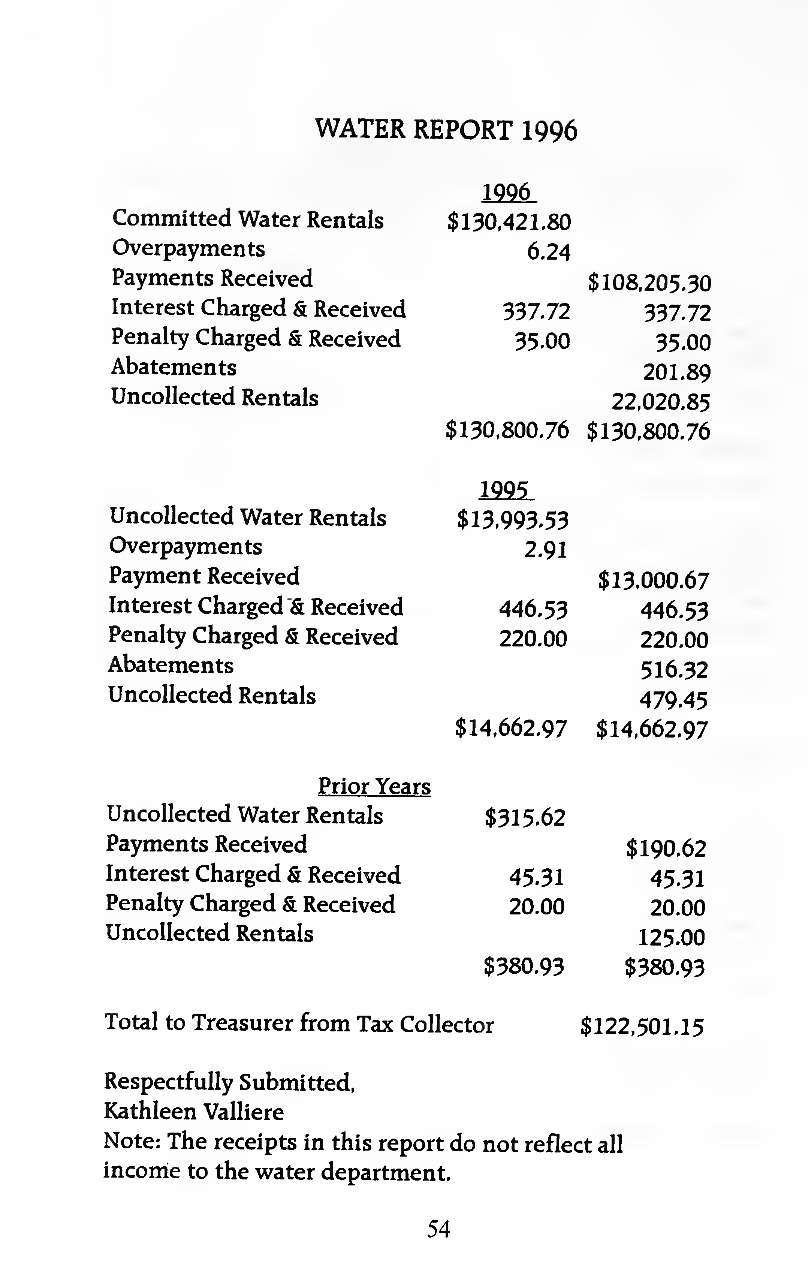 WATER REPORT 1996
1996
Committed Water Rentals $130,421.80
Overpayments 6.24
Payments Received $108,205.30
Interest Charged & Received 337.72 337.72
Penalty Charged & Received 35.00 35.00
Abatements 201.89
Uncollected Rentals 22,020.85
$130,800.76 $130,800.76
1995
Uncollected Water Rentals $13,993.53
Overpayments 2.91
Payment Received $13,000.67
Interest Charged & Received 446.53 446.53
Penalty Charged & Received 220.00 220.00
Abatements 516.32
Uncollected Rentals 479.45
$14,662.97 $14,662.97
Prior Years
Uncollected Water Rentals $315.62
Payments Received $190.62
Interest Charged & Received 45.31 45.31
Penalty Charged & Received 20.00 20.00
Uncollected Rentals 125.00
$380.93 $380.93
Total to Treasurer from Tax Collector $122,501.15
Respectfully Submitted,
Kathleen Valliere
Note: The receipts in this report do not reflect all
income to the water department.
54